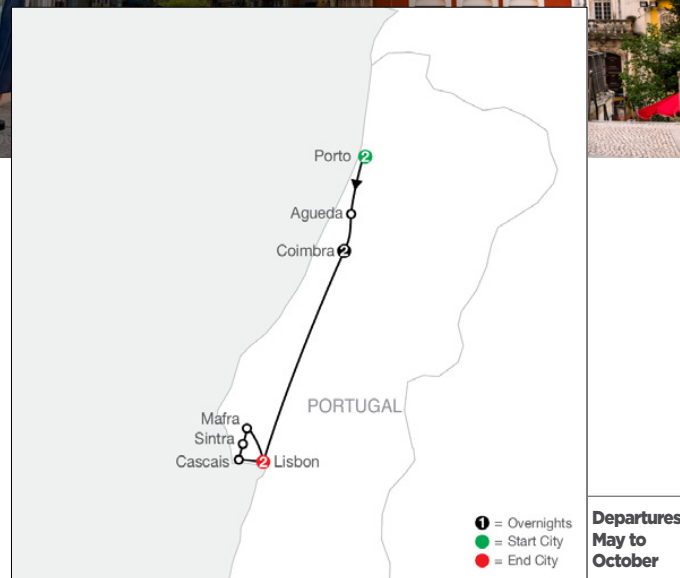 Porto 2
Agueda
Coimbra 2
PORTUGAL
Mafra
Sintra
Cascais
2 Lisbon
1 = Overnights
= Start City
= End City
Departures
May to
October